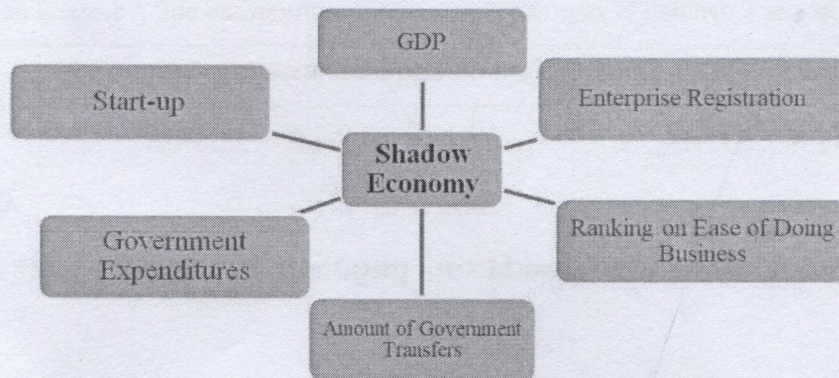 GDP
Start-up
Enterprise Registration
Shadow
Economy
Government
Expenditures
Ranking on Ease of Doing
Business
Amount of Government
Transfers